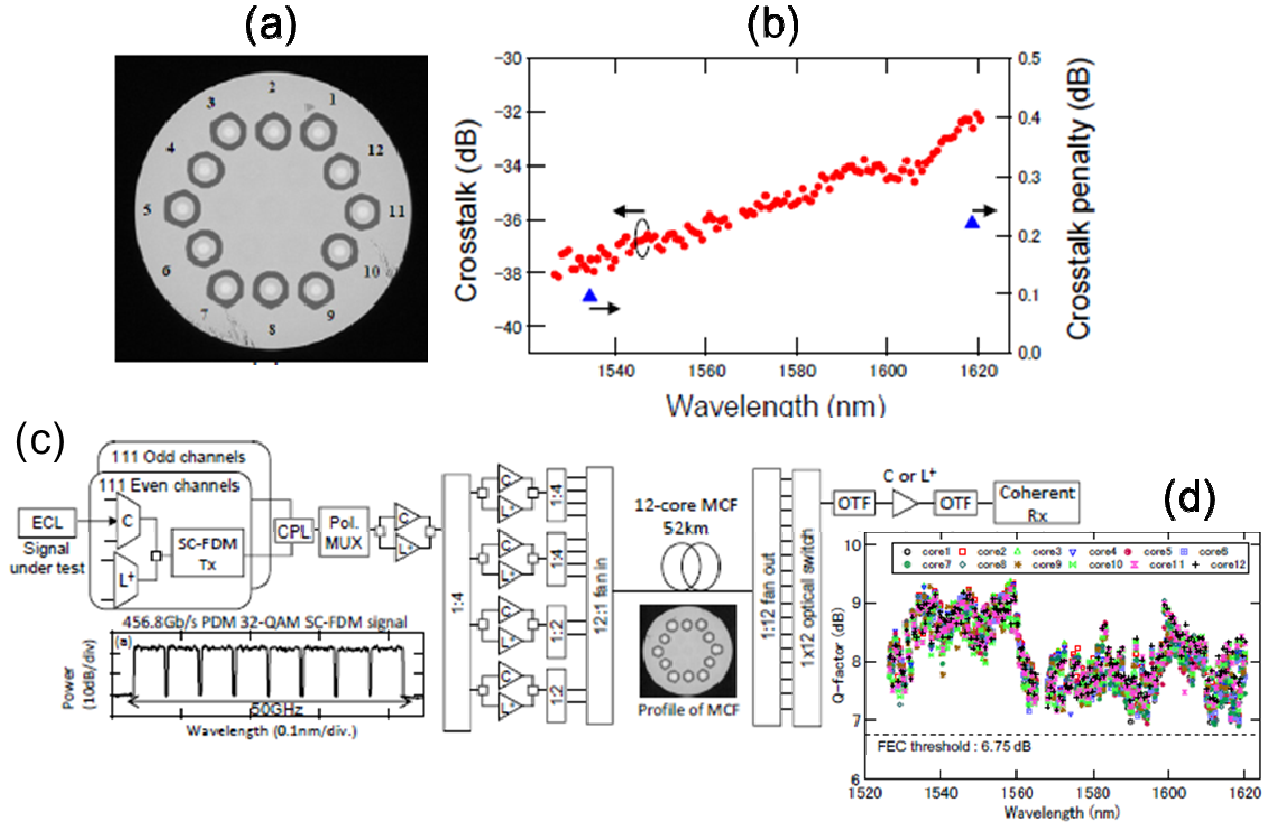 (a)
1
2
3
4
5
6
7
8
9
10
11
12
(b)
-30
-32
-34
-36
-38
-40
Crosstalk (dB)
0.5
0.4
0.3
0.2
0.1
0.0
Crosstalk penalty (dB)
1540
1560
1580
1600
1620
Wavelength (nm)
(c)
111 Odd channels
111 Even channels
ECL
Signal
under test
C
L+
SC-FDM
Tx
CPL
Pol.
MUX
C
L+
1:4
C
L+
1:4
C
L+
1:4
C
L+
1:2
C
L+
1:2
12:1 fan in
12-core MCF
52km
Profile of MCF
1:12 fan out
1x12 optical switch
OTF
C or L+
OTF
Coherent
Rx
456.8Gb/s PDM 32-QAM SC-FDM signal
(a)
Power
(10dB/div)
50GHz
Wavelength (0.1nm/div.)
(d)
10
9
8
7
6
Q-factor (dB)
core1 core2 core3 core4 core5 core6
core7 core8 core9 core10 core11 core12
FEC threshold : 6.75 dB
1520
1540
1560
1580
1600
1620
Wavelength (nm)